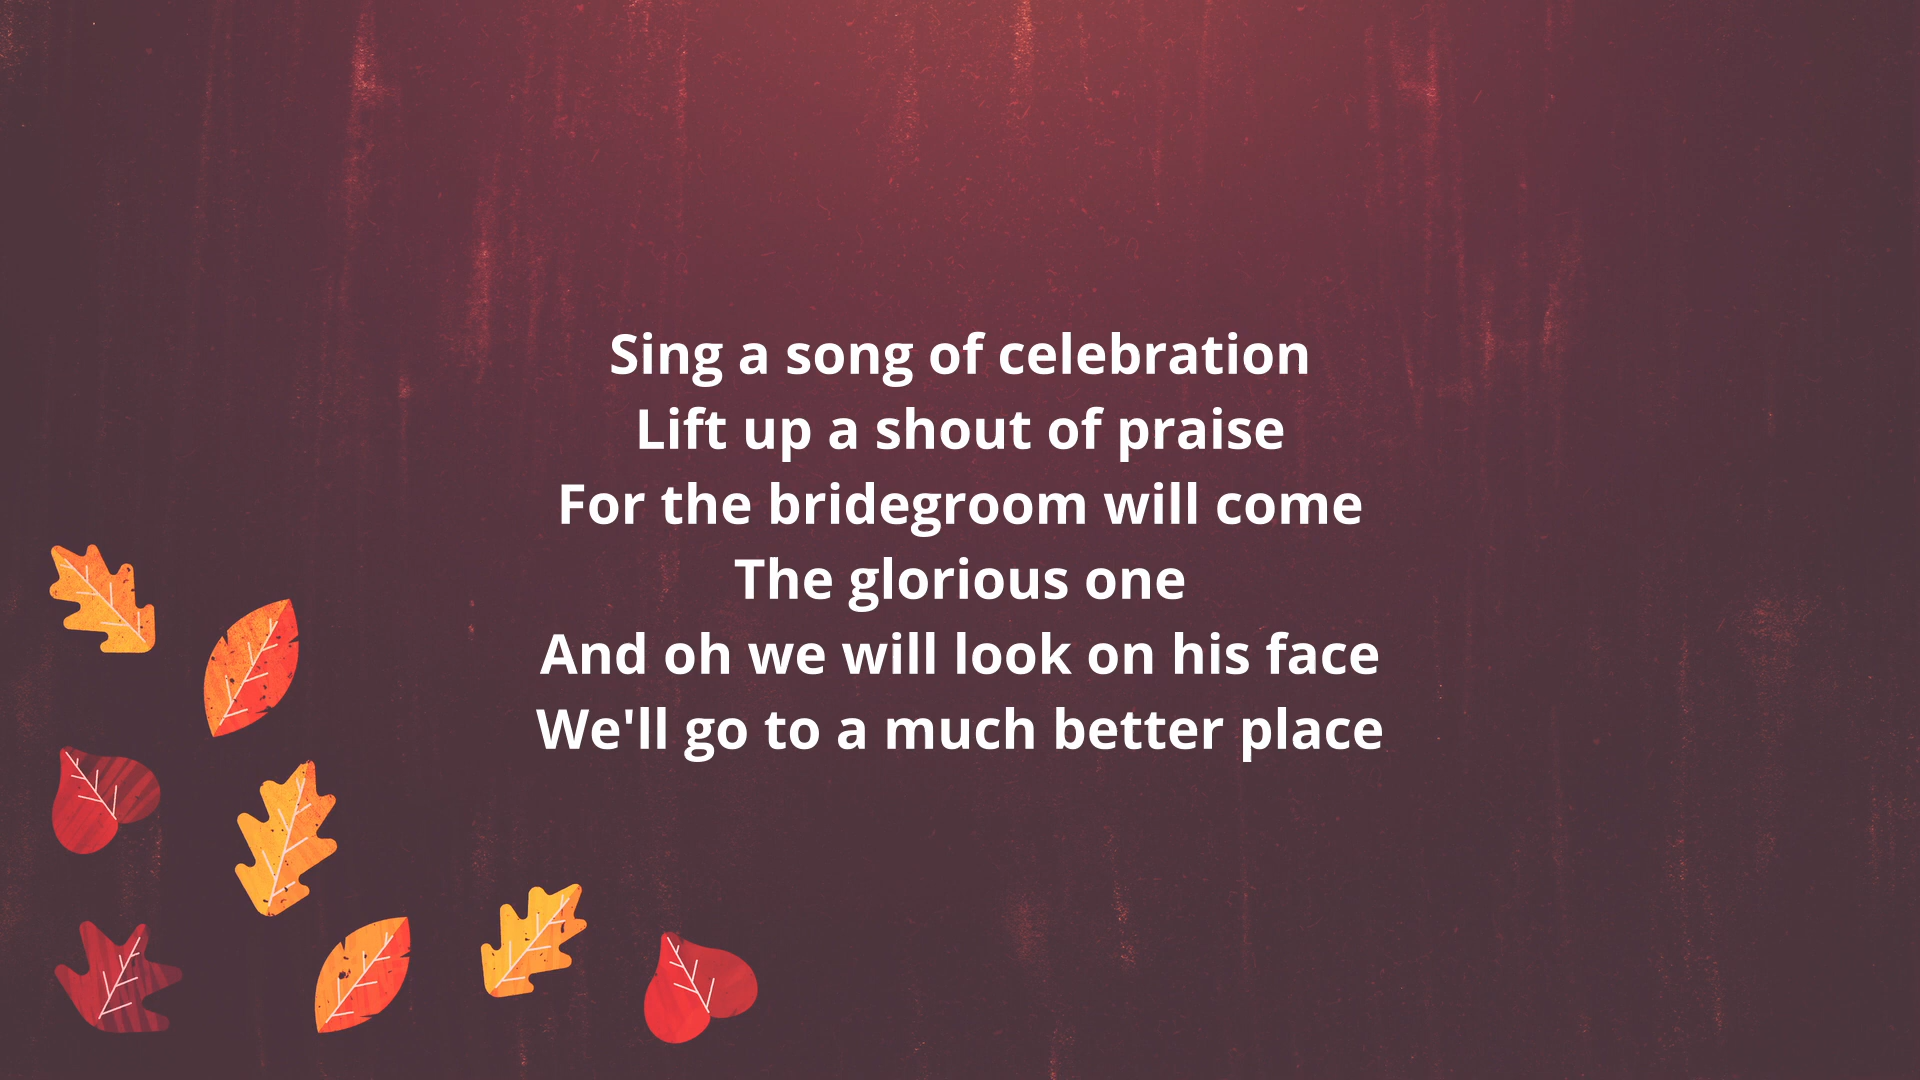 Sing a song of celebration
Lift up a shout of praise
For the bridegroom will come
The glorious one
And oh we will look on his face
We'll go to a much better place